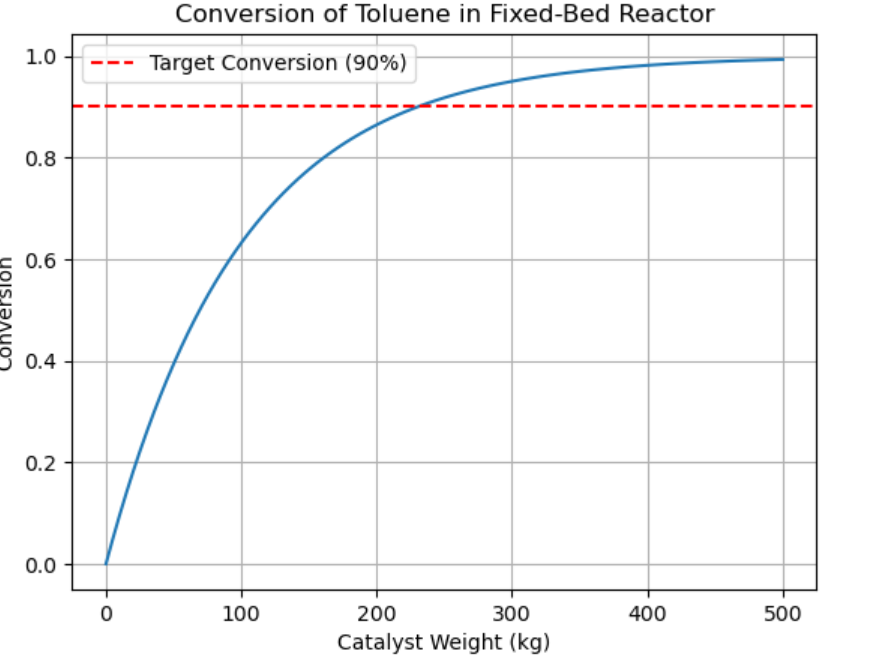 Conversion of Toluene in Fixed-Bed Reactor
Target Conversion (90%)
1.0
0.8
0.6
0.4
0.2
0.0
Conversion
0 100 200 300 400 500
Catalyst Weight (kg)